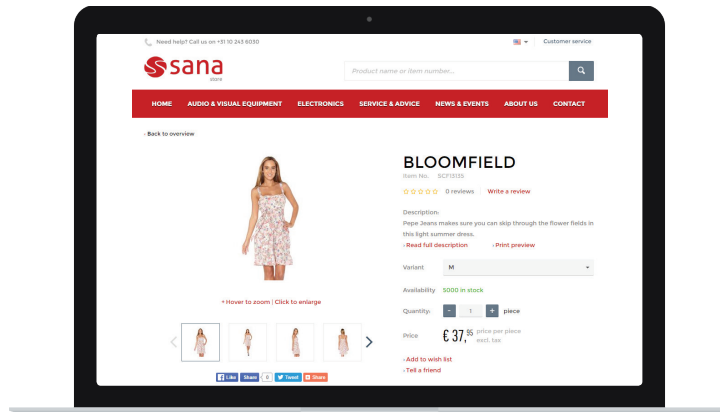 Need help? Call us on +31 10 243 6030
Customer service
sana
store
Product name or item number...
HOME AUDIO & VISUAL EQUIPMENT ELECTRONICS SERVICE & ADVICE NEWS & EVENTS ABOUT US CONTACT
Back to overview
BLOOMFIELD
Item No. SCF13135
0 reviews Write a review
Description:
Pepe Jeans makes sure you can skip through the flower fields in
this light summer dress.
Read full description Print preview
Variant M
Availability 5000 in stock
+ Hover to zoom | Click to enlarge
Quantity: - 1 + piece
Price € 37,95 price per piece
excl. tax
Add to wish list
Tell a friend
Like Share 0 Tweet Share